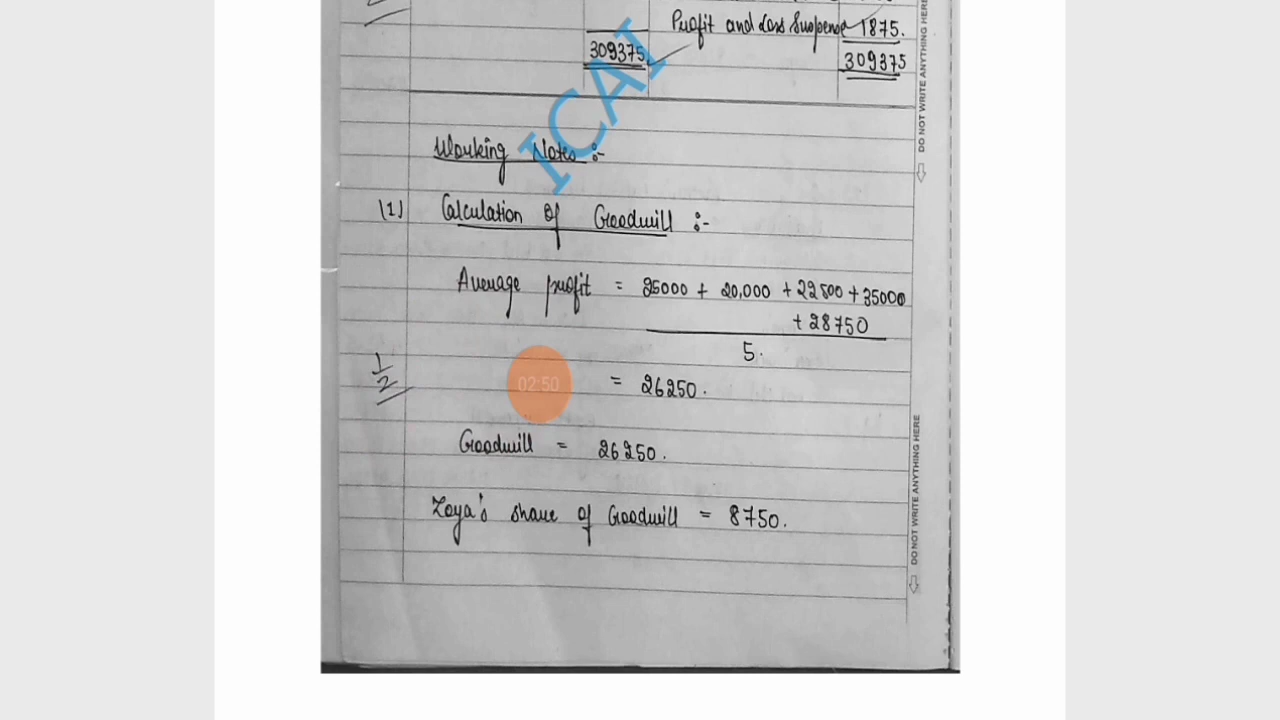 Profit and Loss Suspense 1875.
309375 309375
Working Notes :-
(1) Calculation of Goodwill :-
Average profit = 25000 + 20,000 + 22500 + 35000
+ 28750
5.
1/2
02:50
= 26250.
Goodwill = 26250.
Zoya's share of Goodwill = 8750.
ICAI
DO NOT WRITE ANYTHING HERE
DO NOT WRITE ANYTHING HERE